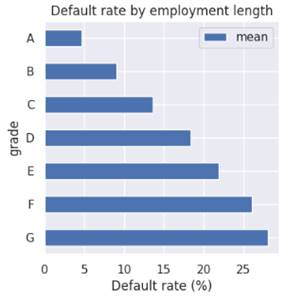 Default rate by employment length
mean
A
B
C
D
E
F
G
grade
0 5 10 15 20 25
Default rate (%)